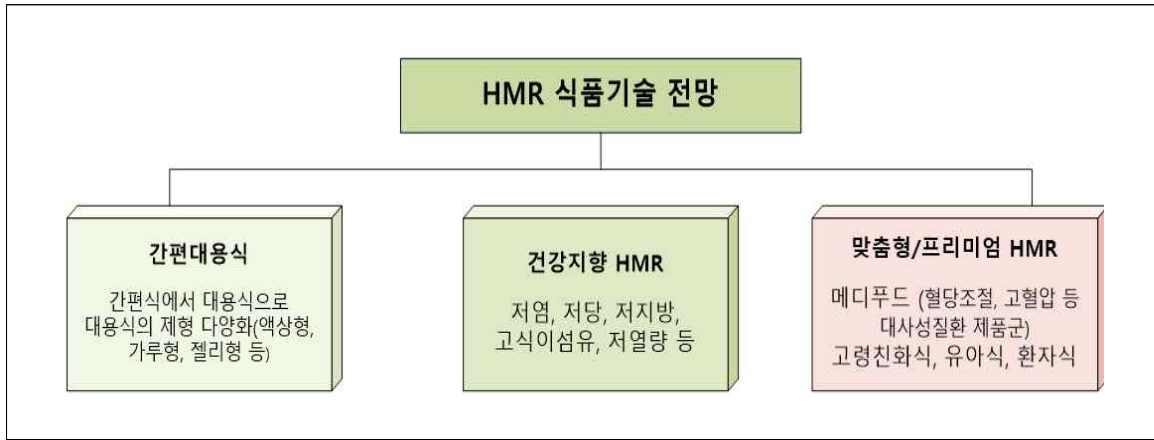 HMR 식품기술 전망
간편대용식
간편식에서 대용식으로
대용식의 제형 다양화(액상형,
가루형, 젤리형 등)
건강지향 HMR
저염, 저당, 저지방,
고식이섬유, 저열량 등
맞춤형/프리미엄 HMR
메디푸드 (혈당조절, 고혈압 등
대사성질환 제품군)
고령친화식, 유아식, 환자식